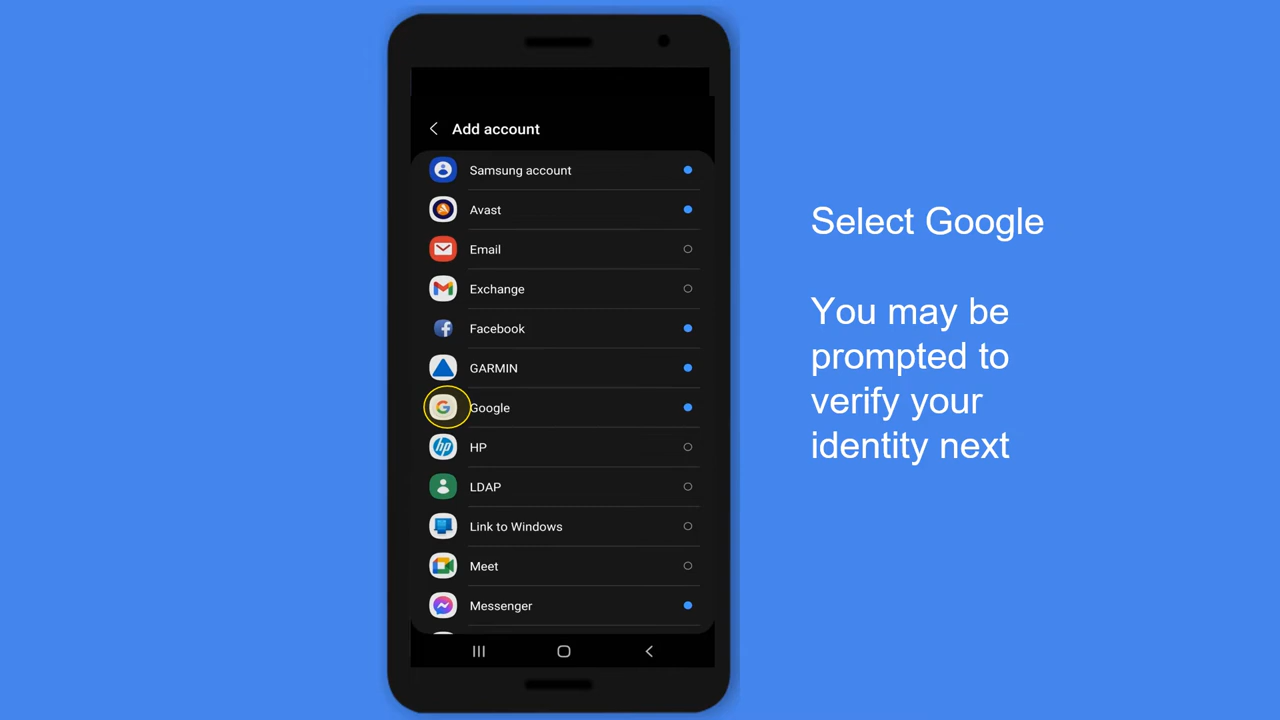 Add account
Samsung account
Avast
Email
Exchange
Facebook
GARMIN
Google
hp HP
LDAP
Link to Windows
Meet
Messenger
Select Google
You may be
prompted to
verify your
identity next